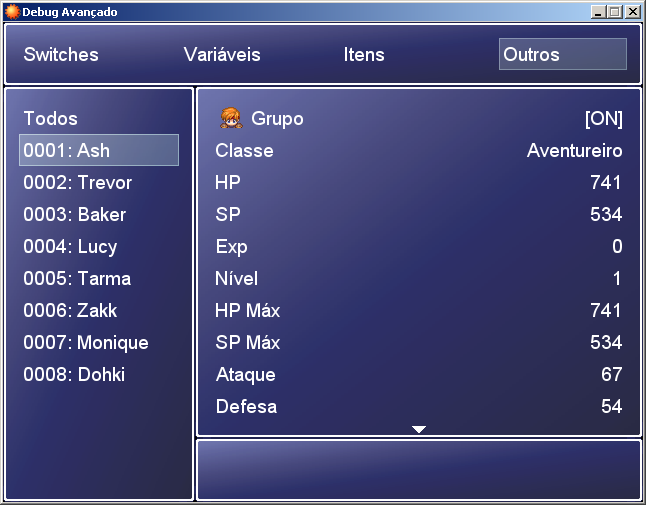 Debug Avançado
Switches Variáveis Itens Outros
Todos
0001: Ash
0002: Trevor
0003: Baker
0004: Lucy
0005: Tarma
0006: Zakk
0007: Monique
0008: Dohki
Grupo [ON]
Classe Aventureiro
HP 741
SP 534
Exp 0
Nível 1
HP Máx 741
SP Máx 534
Ataque 67
Defesa 54